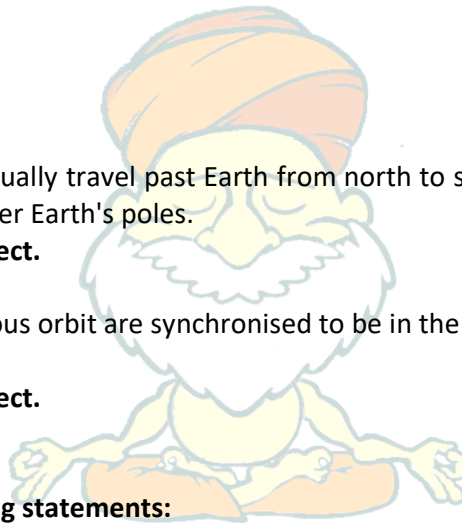 ually travel past Earth from north to s
er Earth's poles.
ect.
ous orbit are synchronised to be in the
ect.
g statements: